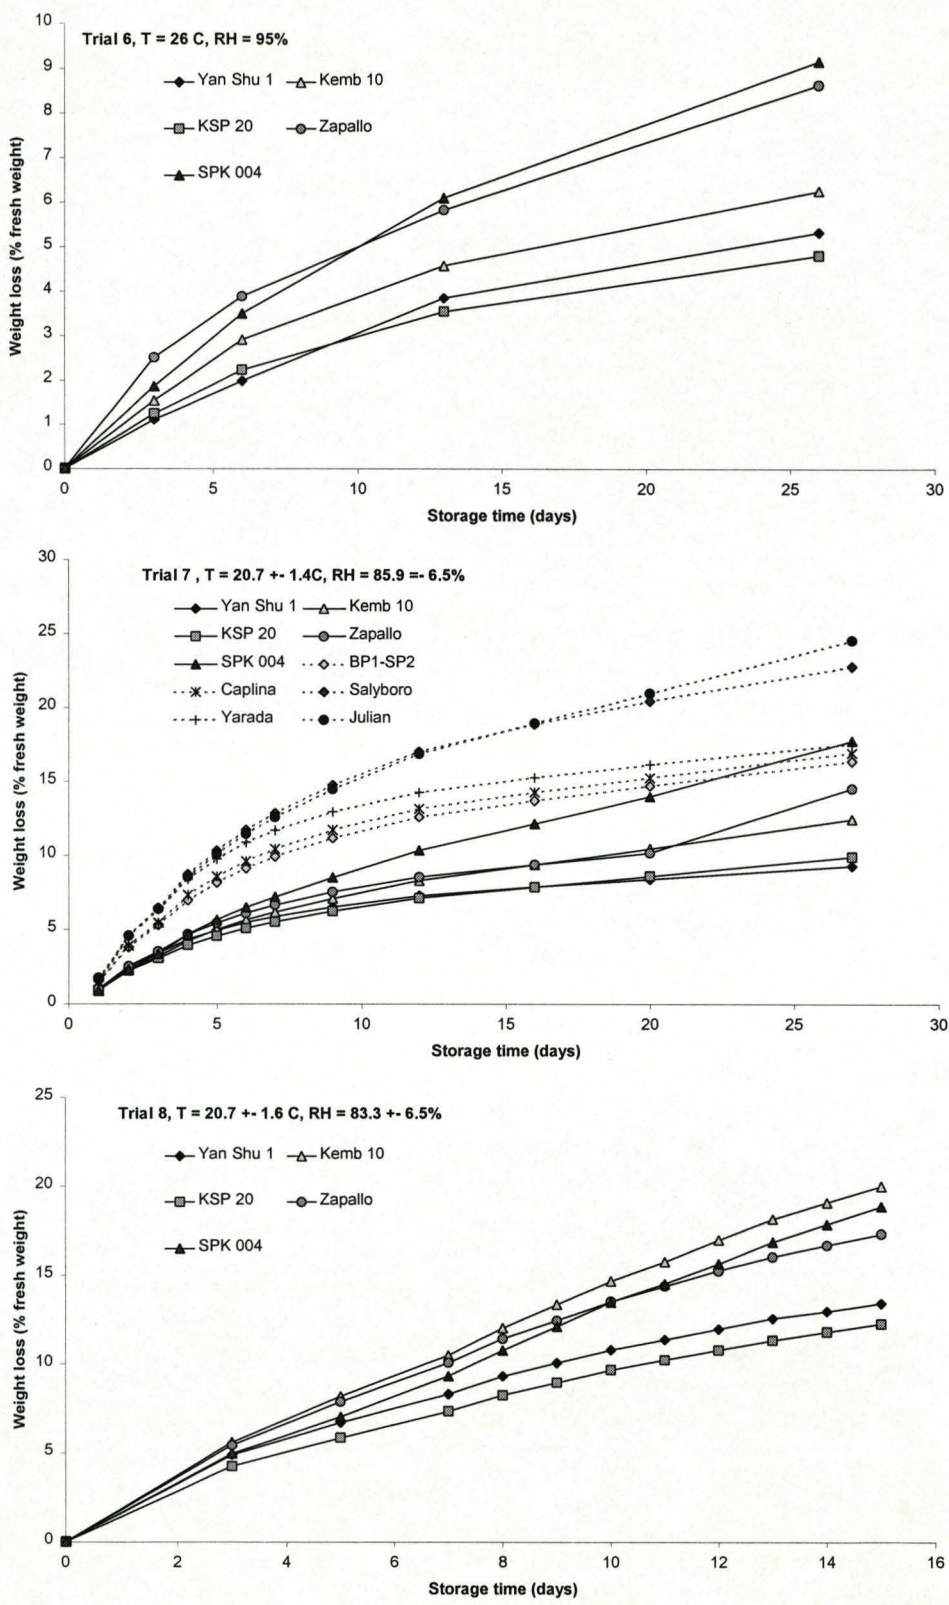 Trial 6, T = 26 C, RH = 95%
Yan Shu 1 Kemb 10
KSP 20 Zapallo
SPK 004
Weight loss (% fresh weight)
10
9
8
7
6
5
4
3
2
1
0
0 5 10 15 20 25 30
Storage time (days)
Trial 7 , T = 20.7 +- 1.4C, RH = 85.9 =- 6.5%
Yan Shu 1 Kemb 10
KSP 20 Zapallo
SPK 004 BP1-SP2
Caplina Salyboro
Yarada Julian
Weight loss (% fresh weight)
30
25
20
15
10
5
0
0 5 10 15 20 25 30
Storage time (days)
Trial 8, T = 20.7 +- 1.6 C, RH = 83.3 +- 6.5%
Yan Shu 1 Kemb 10
KSP 20 Zapallo
SPK 004
Weight loss (% fresh weight)
25
20
15
10
5
0
0 2 4 6 8 10 12 14 16
Storage time (days)